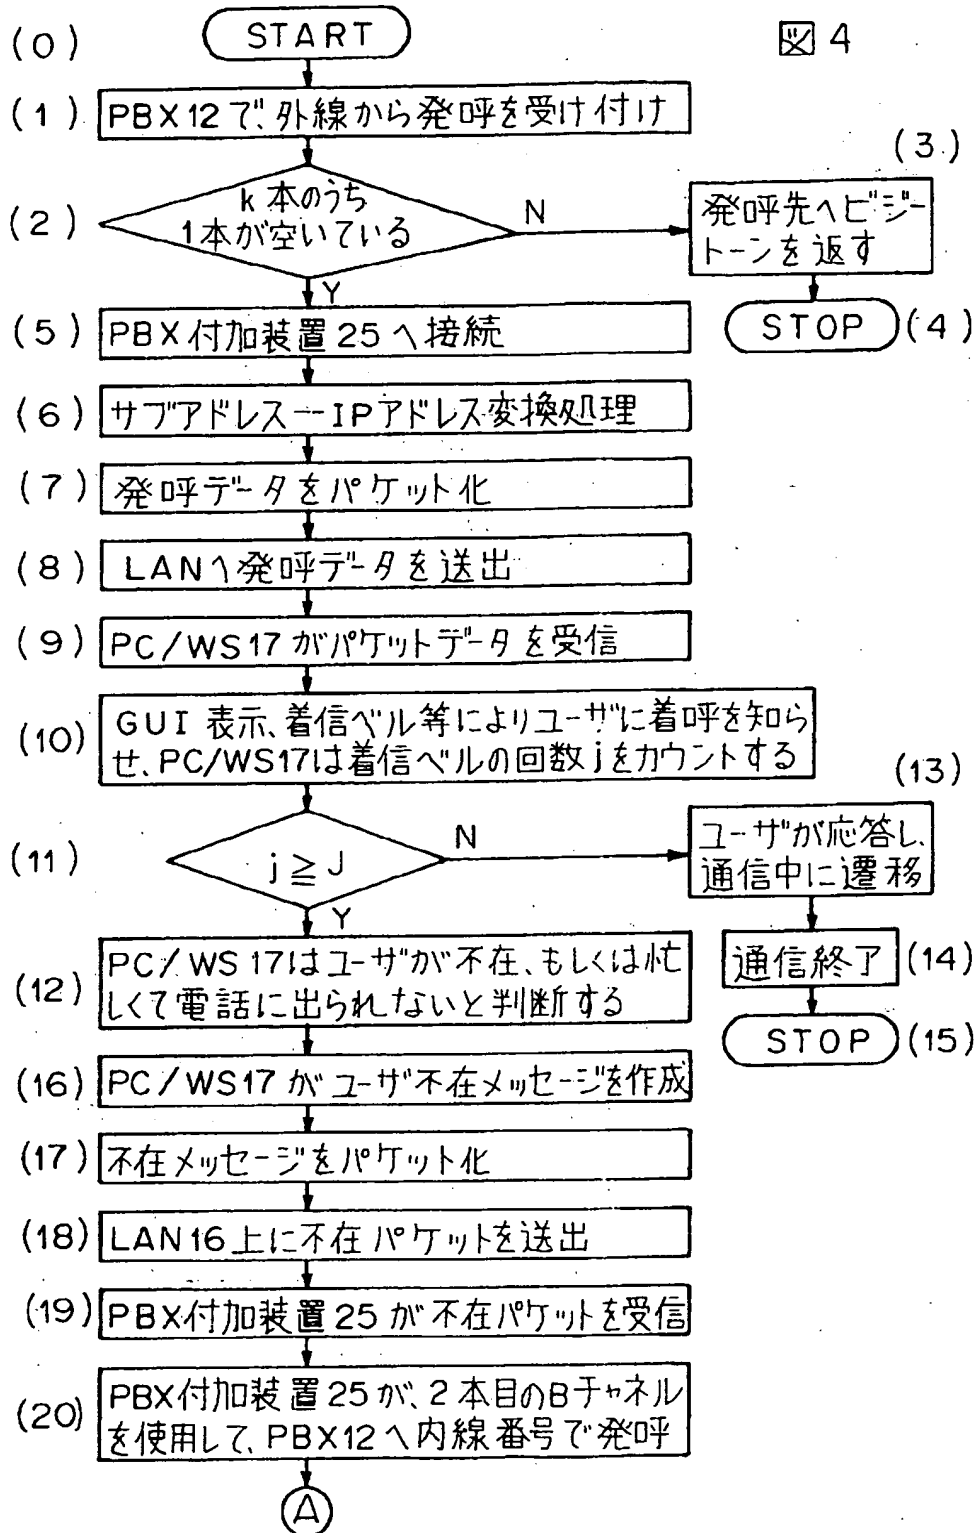 (0)
START
図4
(1)
PBX12で、外線から発呼を受け付け
(2)
k本のうち
1本が空いている
N
Y
(3)
発呼先へビジー
トーンを返す
STOP
(4)
(5)
PBX付加装置25へ接続
(6)
サブアドレス―IPアドレス変換処理
(7)
発呼データをパケット化
(8)
LANへ発呼データを送出
(9)
PC/WS17がパケットデータを受信
(10)
GUI表示、着信ベル等によりユーザに着呼を知ら
せ、PC/WS17は着信ベルの回数jをカウントする
(11)
j≧J
N
Y
(13)
ユーザが応答し、
通信中に遷移
通信終了
(14)
STOP
(15)
(12)
PC/WS17はユーザが不在、もしくは忙
しくて電話に出られないと判断する
(16)
PC/WS17がユーザ不在メッセージを作成
(17)
不在メッセージをパケット化
(18)
LAN16上に不在パケットを送出
(19)
PBX付加装置25が不在パケットを受信
(20)
PBX付加装置25が、2本目のBチャネル
を使用して、PBX12へ内線番号で発呼
A